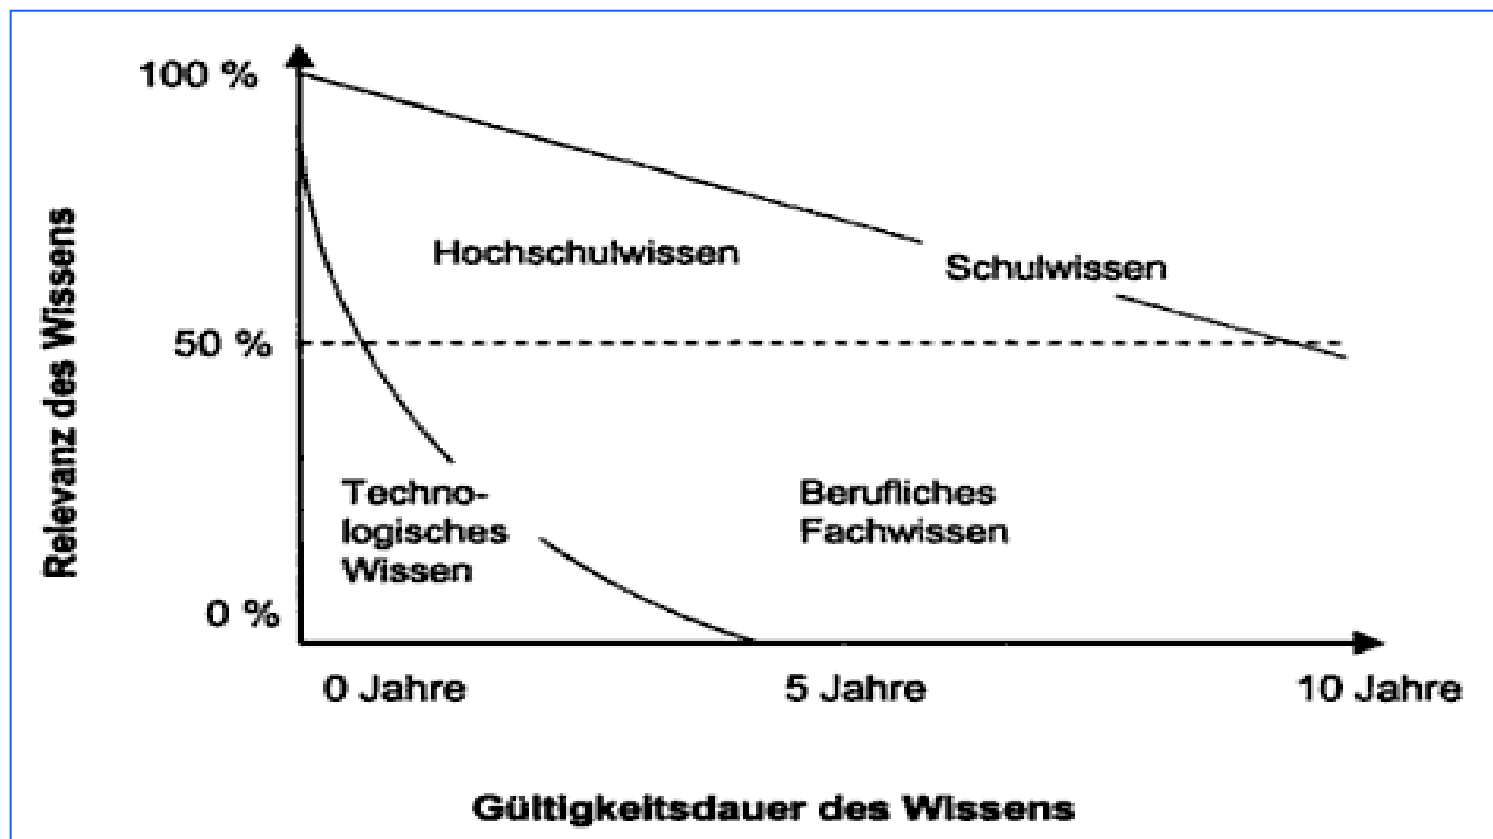 100 %
Hochschulwissen
Schulwissen
50 %
Relevanz des Wissens
Techno-
logisches
Wissen
Berufliches
Fachwissen
0 %
0 Jahre
5 Jahre
10 Jahre
Gültigkeitsdauer des Wissens